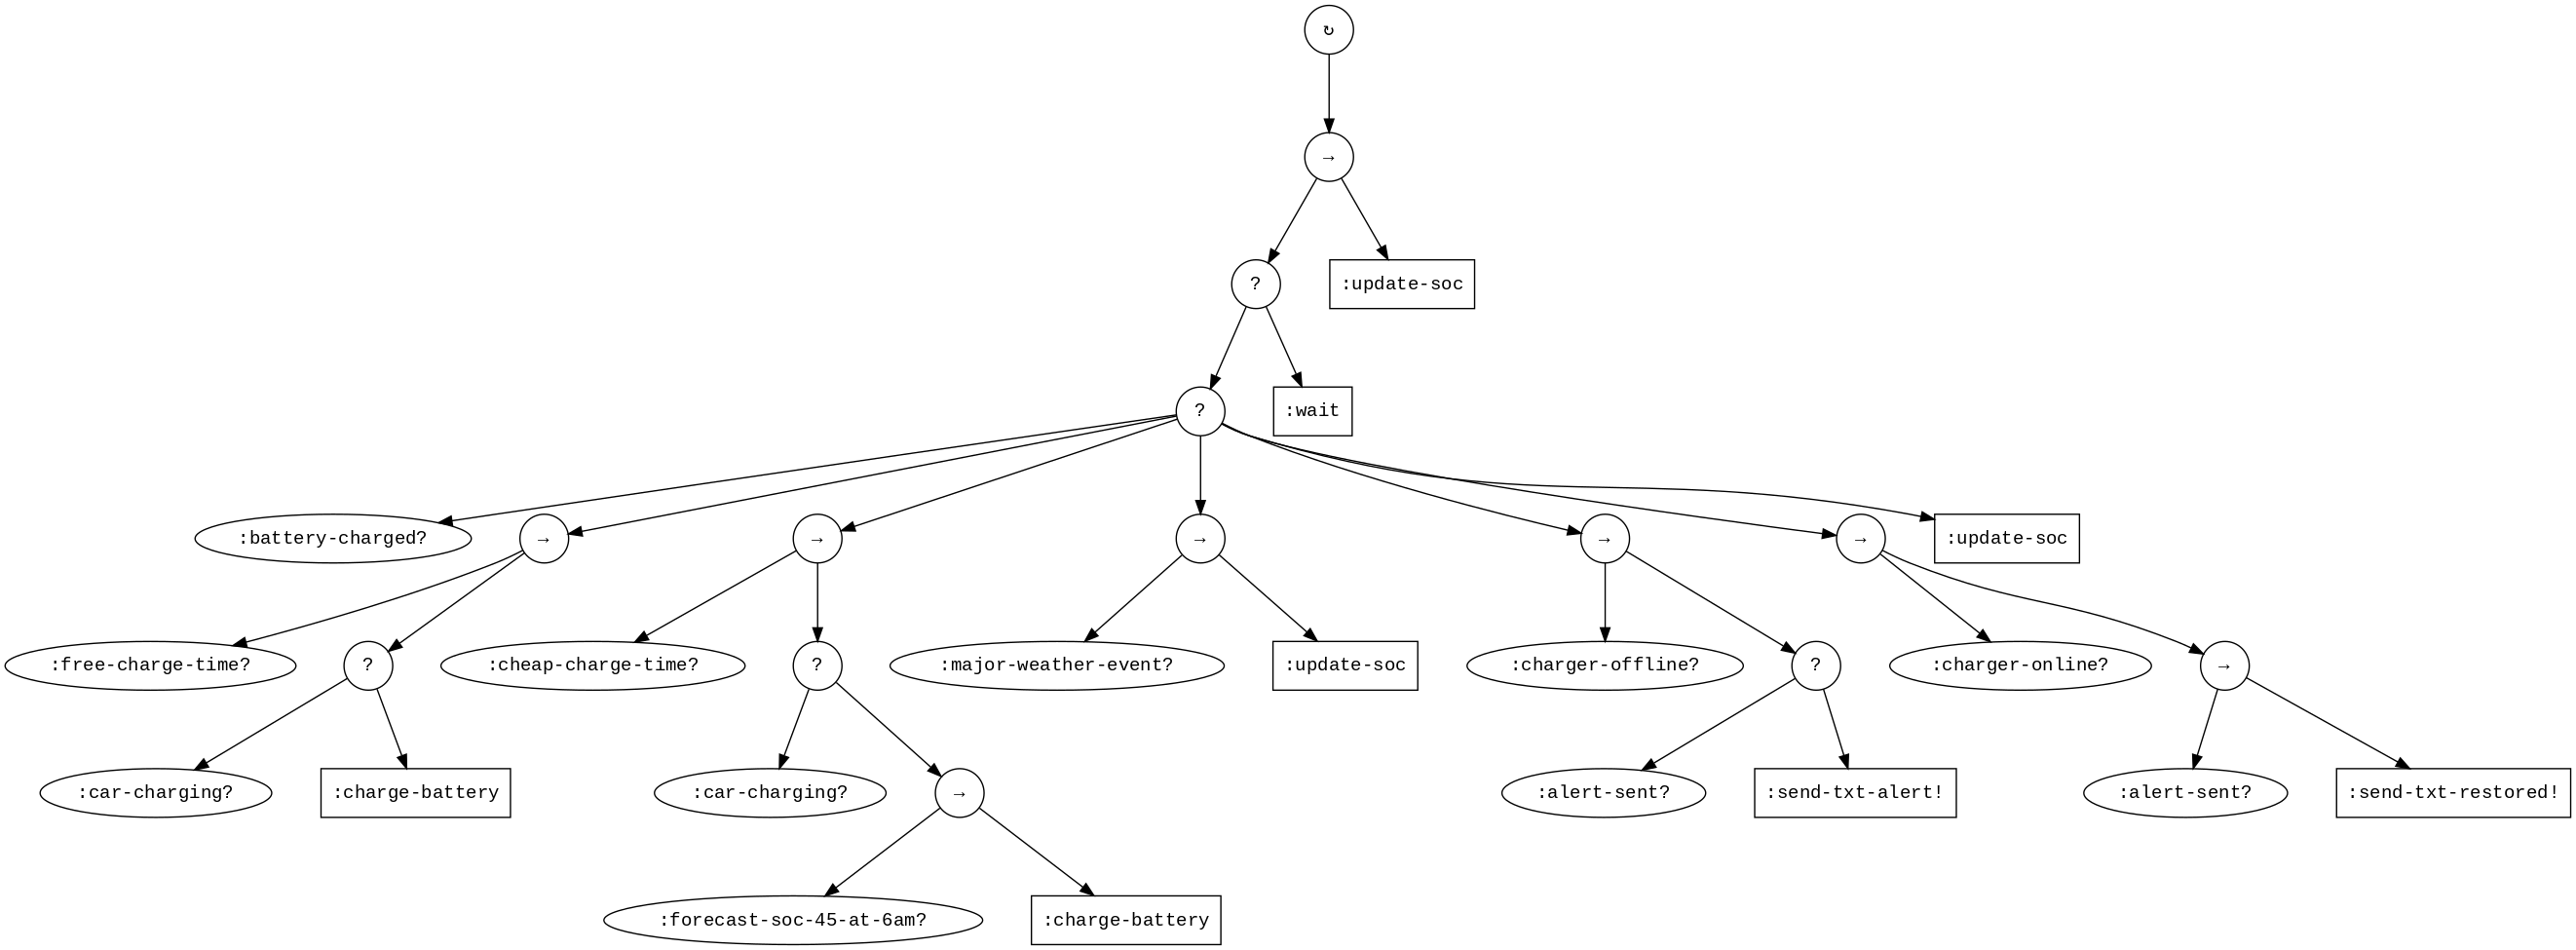 ↻
→
?
:update-soc
?
:wait
:battery-charged?
→
→
→
→
→
:update-soc
:free-charge-time?
?
:cheap-charge-time?
?
:major-weather-event?
:update-soc
:charger-offline?
?
:charger-online?
→
:car-charging?
:charge-battery
:car-charging?
→
:alert-sent?
:send-txt-alert!
:alert-sent?
:send-txt-restored!
:forecast-soc-45-at-6am?
:charge-battery